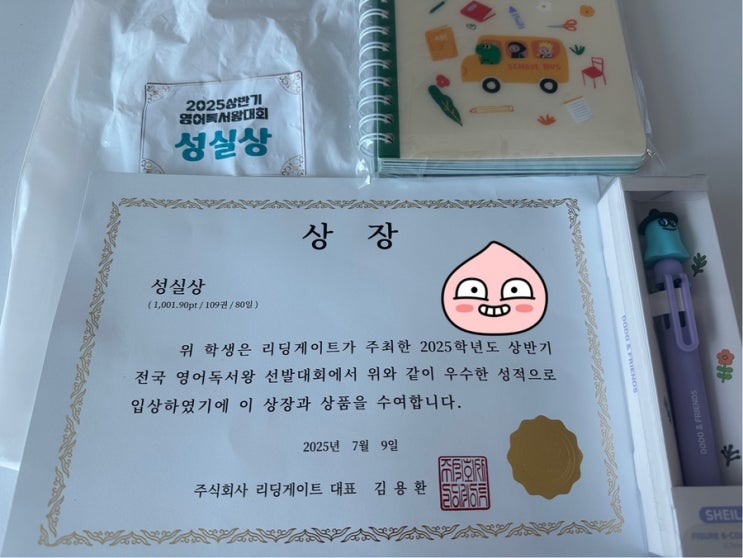 2025상반기
영어독서왕대회
성실상
ABC
SCHOOL BUS
상 장
성실상
( 1,001.90pt / 109권 / 80일 )
위 학생은 리딩게이트가 주최한 2025학년도 상반기
전국 영어독서왕 선발대회에서 위와 같이 우수한 성적으로
입상하였기에 이 상장과 상품을 수여합니다.
2025년 7월 9일
주식회사 리딩게이트 대표 김용환
DODO & FRIENDS
DODO & FRIENDS
SHEIL
FIGURE 6-CO